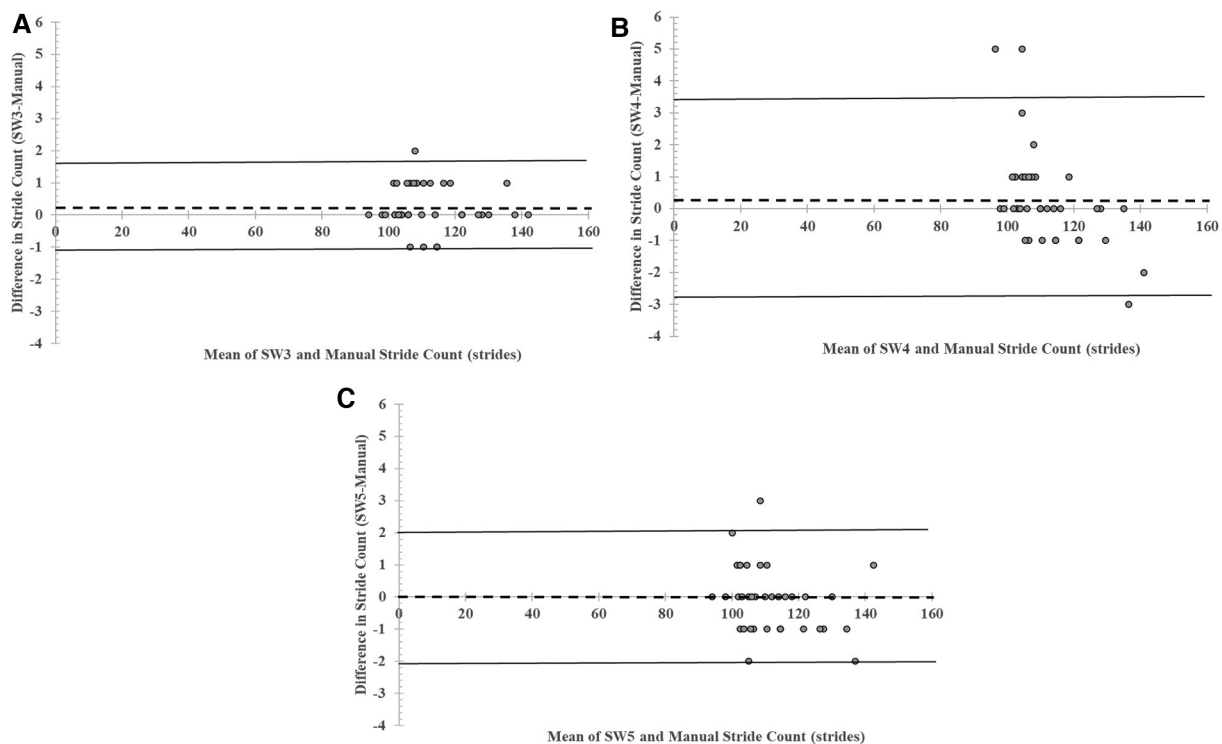 A
Difference in Stride Count (SW3-Manual)
6
5
4
3
2
1
0
-1
-2
-3
-4
0 20 40 60 80 100 120 140 160
Mean of SW3 and Manual Stride Count (strides)
B
Difference in Stride Count (SW4-Manual)
6
5
4
3
2
1
0
-1
-2
-3
-4
0 20 40 60 80 100 120 140 160
Mean of SW4 and Manual Stride Count (strides)
C
Difference in Stride Count (SW5-Manual)
6
5
4
3
2
1
0
-1
-2
-3
-4
0 20 40 60 80 100 120 140 160
Mean of SW5 and Manual Stride Count (strides)